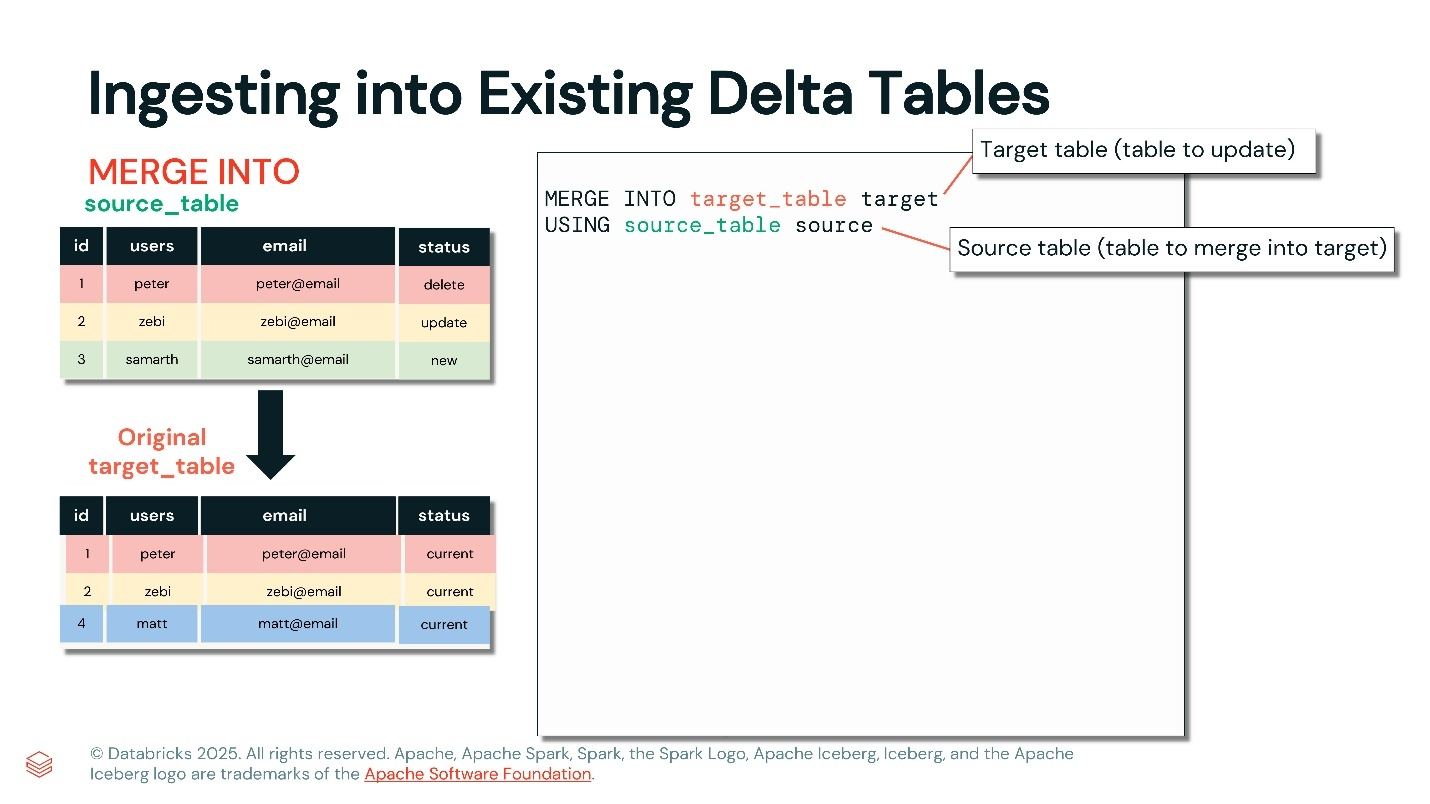 Ingesting into Existing Delta Tables
MERGE INTO
source_table
id users email status
1 peter peter@email delete
2 zebi zebi@email update
3 samarth samarth@email new
Original
target_table
id users email status
1 peter peter@email current
2 zebi zebi@email current
4 matt matt@email current
MERGE INTO target_table target
USING source_table source
Target table (table to update)
Source table (table to merge into target)
© Databricks 2025. All rights reserved. Apache, Apache Spark, Spark, the Spark Logo, Apache Iceberg, Iceberg, and the Apache
Iceberg logo are trademarks of the Apache Software Foundation.